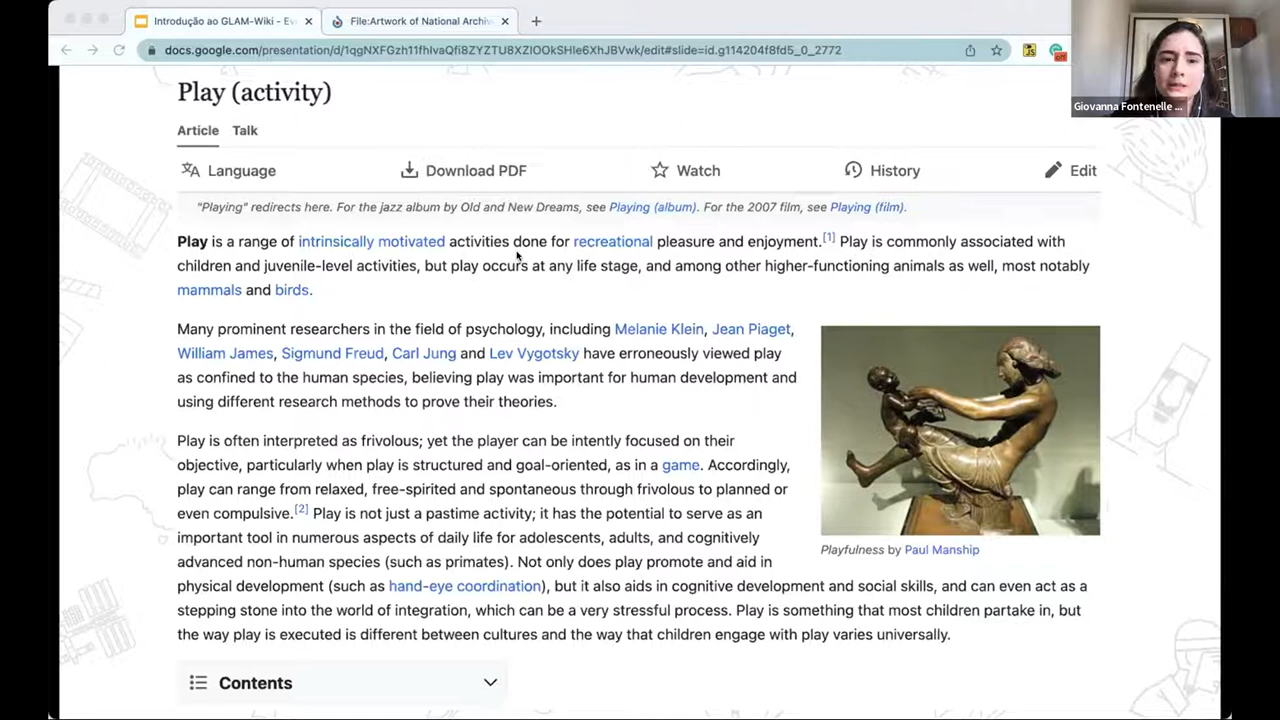 Introdução ao GLAM-Wiki - Ev
File:Artwork of National Archiv
docs.google.com/presentation/d/1qgNXFGzh11fhIvaQfi8ZYZTU8XZIOOkSHle6XhJBVwk/edit#slide=id.g114204f8fd5_0_2772
Giovanna Fontenelle ...
Play (activity)
Article Talk
Language Download PDF Watch History Edit
"Playing" redirects here. For the jazz album by Old and New Dreams, see Playing (album). For the 2007 film, see Playing (film).
Play is a range of intrinsically motivated activities done for recreational pleasure and enjoyment.[1] Play is commonly associated with
children and juvenile-level activities, but play occurs at any life stage, and among other higher-functioning animals as well, most notably
mammals and birds.
Many prominent researchers in the field of psychology, including Melanie Klein, Jean Piaget,
William James, Sigmund Freud, Carl Jung and Lev Vygotsky have erroneously viewed play
as confined to the human species, believing play was important for human development and
using different research methods to prove their theories.
Play is often interpreted as frivolous; yet the player can be intently focused on their
objective, particularly when play is structured and goal-oriented, as in a game. Accordingly,
play can range from relaxed, free-spirited and spontaneous through frivolous to planned or
even compulsive.[2] Play is not just a pastime activity; it has the potential to serve as an
important tool in numerous aspects of daily life for adolescents, adults, and cognitively
advanced non-human species (such as primates). Not only does play promote and aid in
physical development (such as hand-eye coordination), but it also aids in cognitive development and social skills, and can even act as a
stepping stone into the world of integration, which can be a very stressful process. Play is something that most children partake in, but
the way play is executed is different between cultures and the way that children engage with play varies universally.
Playfulness by Paul Manship
Contents